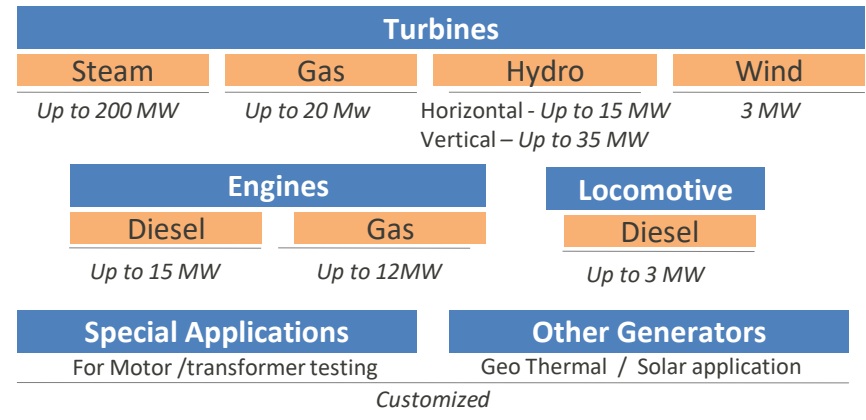 Turbines
Steam Gas Hydro Wind
Up to 200 MW Up to 20 Mw Horizontal - Up to 15 MW 3 MW
Vertical – Up to 35 MW
Engines Locomotive
Diesel Gas Diesel
Up to 15 MW Up to 12MW Up to 3 MW
Special Applications Other Generators
For Motor /transformer testing Geo Thermal / Solar application
Customized